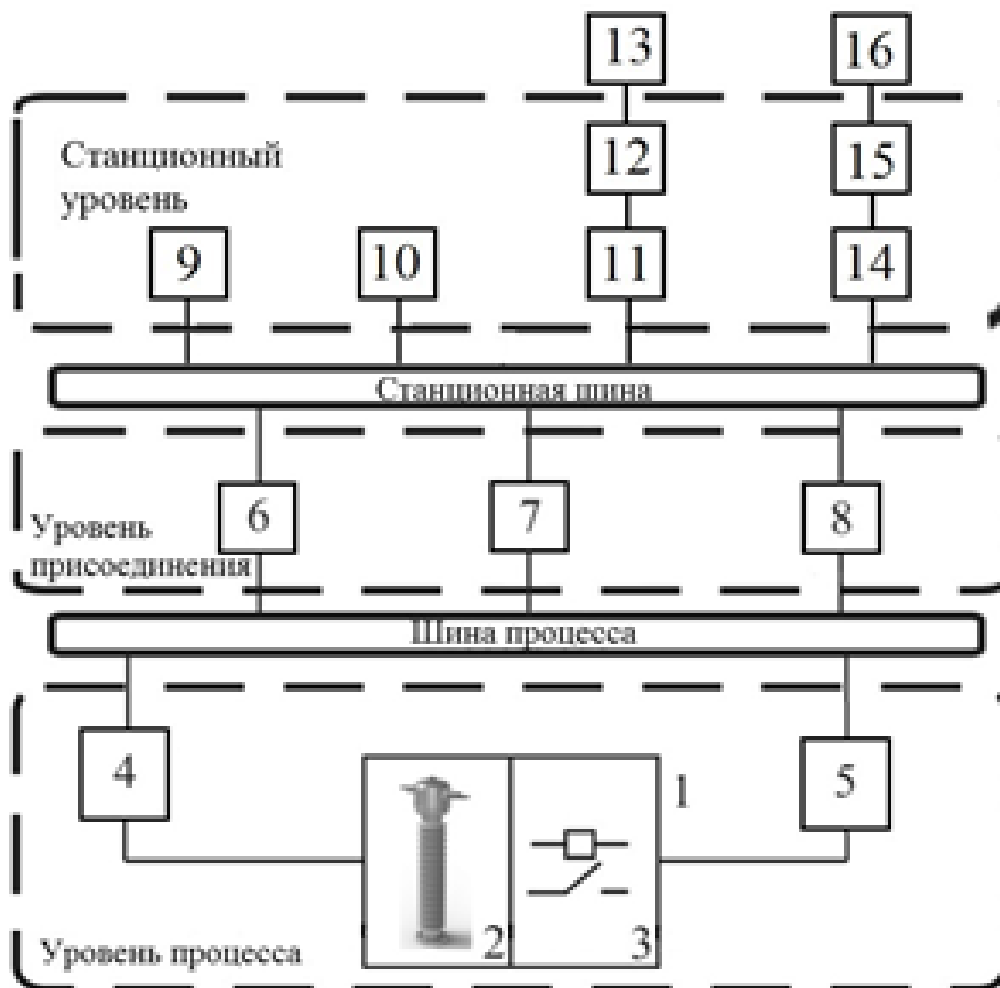 13 16
Станционный
уровень
12 15
9 10 11 14
Станционная шина
6 7 8
Уровень
присоединения
Шина процесса
4 1 5
2 3
Уровень процесса